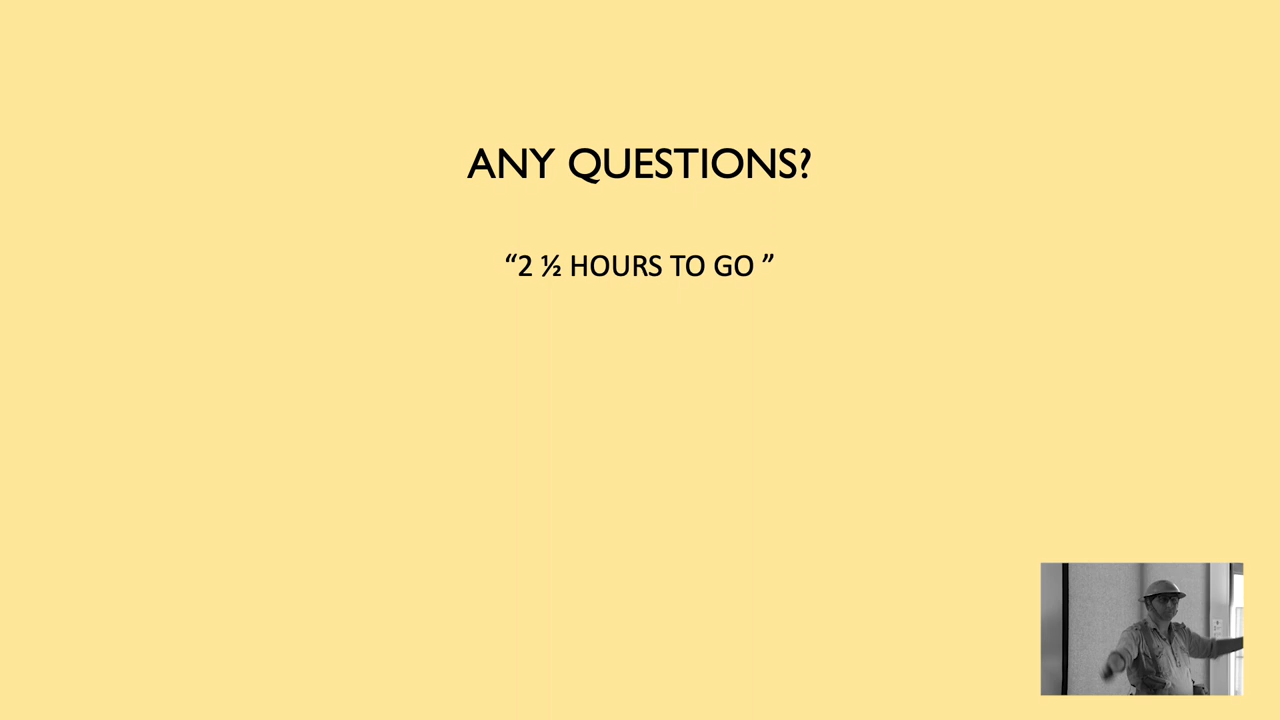 ANY QUESTIONS?
“2 ½ HOURS TO GO ”